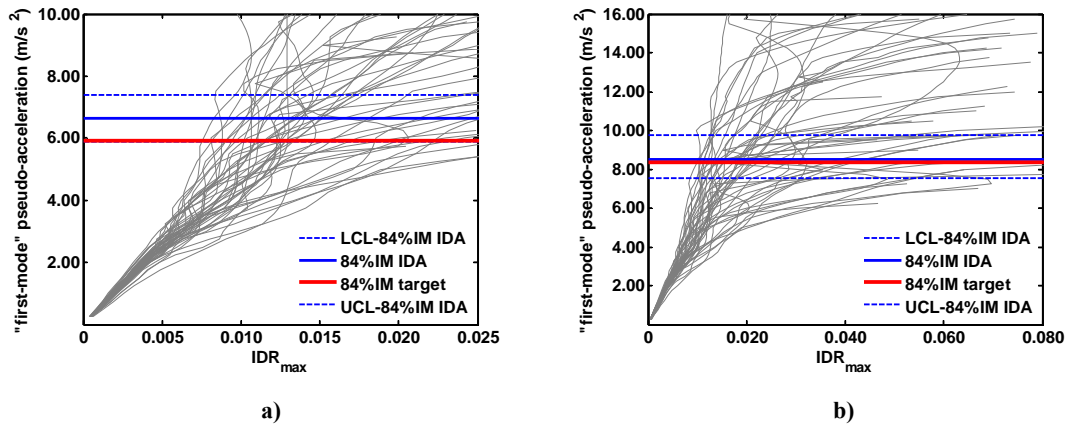 10.00
8.00
6.00
4.00
2.00
"first-mode" pseudo-acceleration (m/s ²)
LCL-84%IM IDA
84%IM IDA
84%IM target
UCL-84%IM IDA
0
0.005
0.010
0.015
0.020
0.025
IDRmax
a)
16.00
14.00
12.00
10.00
8.00
6.00
4.00
2.00
"first-mode" pseudo-acceleration (m/s ²)
LCL-84%IM IDA
84%IM IDA
84%IM target
UCL-84%IM IDA
0
0.020
0.040
0.060
0.080
IDRmax
b)